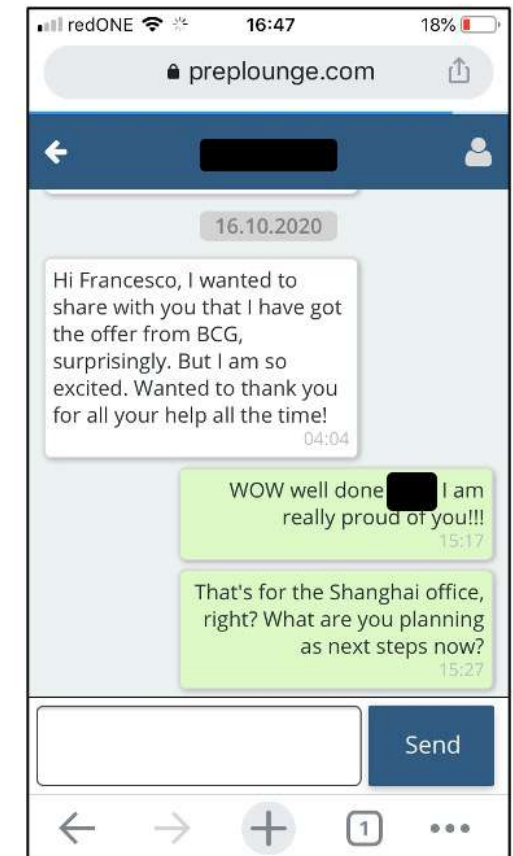 redONE 16:47 18%
preplounge.com
16.10.2020
Hi Francesco, I wanted to
share with you that I have got
the offer from BCG,
surprisingly. But I am so
excited. Wanted to thank you
for all your help all the time!
04:04
WOW well done I am
really proud of you!!!
15:17
That's for the Shanghai office,
right? What are you planning
as next steps now?
15:27
Send
1